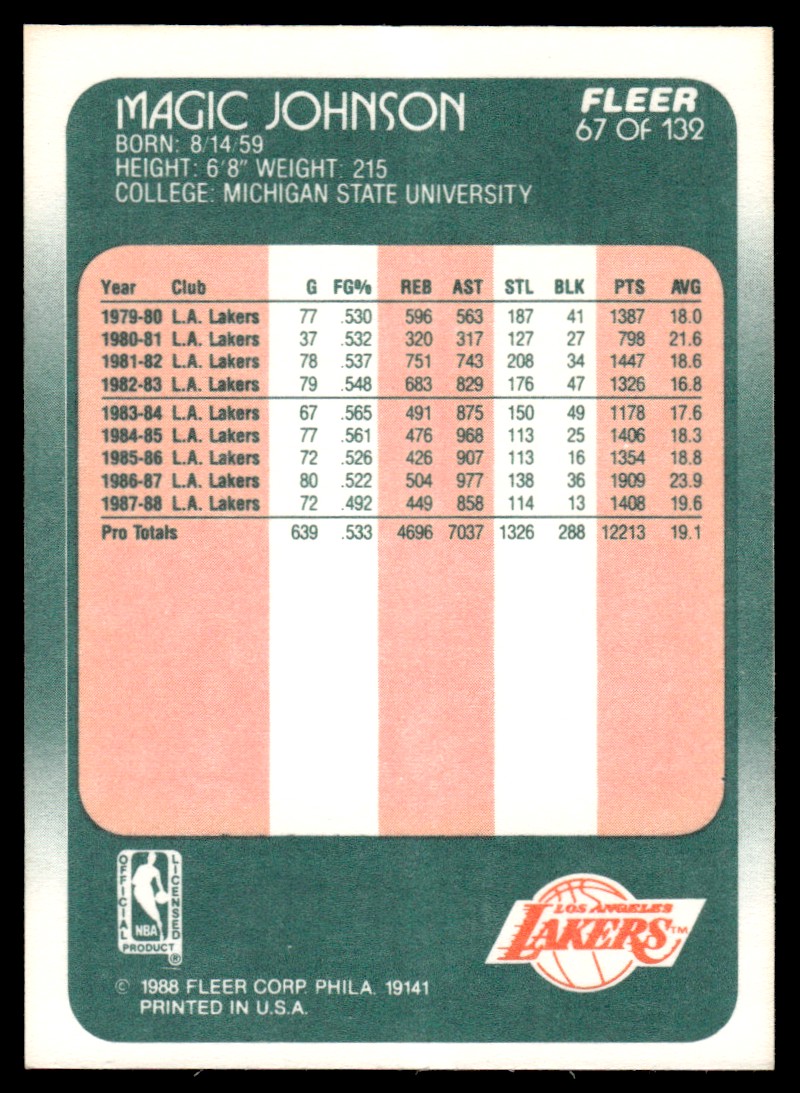 MAGIC JOHNSON
FLEER
67 OF 132
BORN: 8/14/59
HEIGHT: 6'8" WEIGHT: 215
COLLEGE: MICHIGAN STATE UNIVERSITY
Year Club G FG% REB AST STL BLK PTS AVG
1979-80 L.A. Lakers 77 .530 596 563 187 41 1387 18.0
1980-81 L.A. Lakers 37 .532 320 317 127 27 798 21.6
1981-82 L.A. Lakers 78 .537 751 743 208 34 1447 18.6
1982-83 L.A. Lakers 79 .548 683 829 176 47 1326 16.8
1983-84 L.A. Lakers 67 .565 491 875 150 49 1178 17.6
1984-85 L.A. Lakers 77 .561 476 968 113 25 1406 18.3
1985-86 L.A. Lakers 72 .526 426 907 113 16 1354 18.8
1986-87 L.A. Lakers 80 .522 504 977 138 36 1909 23.9
1987-88 L.A. Lakers 72 .492 449 858 114 13 1408 19.6
Pro Totals 639 .533 4696 7037 1326 288 12213 19.1
OFFICIAL
LICENSED
NBA
PRODUCT
®
LOS ANGELES
LAKERS™
© 1988 FLEER CORP. PHILA. 19141
PRINTED IN U.S.A.